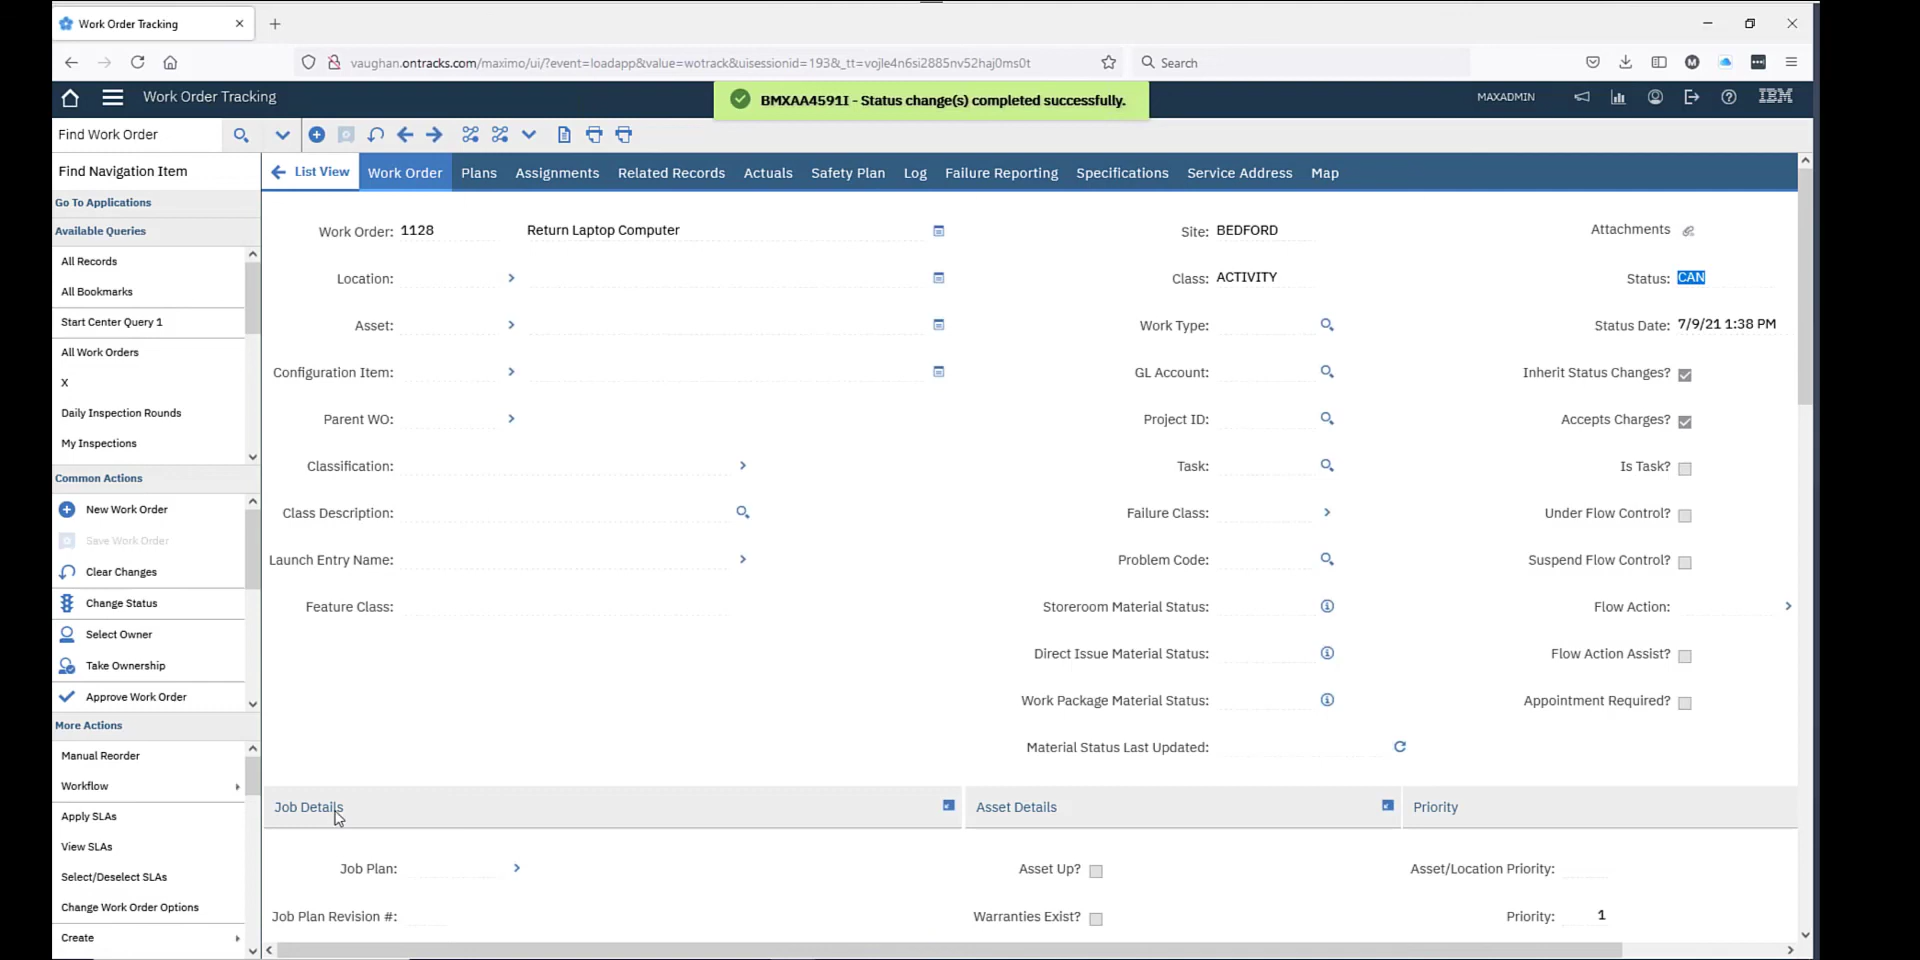 Work Order Tracking
vaughan.ontracks.com/maximo/ui/?event=loadapp&value=wotrack&uisessionid=193&_tt=vojle4n6si2885nv52haj0ms0t
Search
Work Order Tracking
BMXAA4591I - Status change(s) completed successfully.
MAXADMIN
IBM
Find Work Order
Find Navigation Item
Go To Applications
Available Queries
All Records
All Bookmarks
Start Center Query 1
All Work Orders
X
Daily Inspection Rounds
My Inspections
Common Actions
New Work Order
Save Work Order
Clear Changes
Change Status
Select Owner
Take Ownership
Approve Work Order
More Actions
Manual Reorder
Workflow
Apply SLAs
View SLAs
Select/Deselect SLAs
Change Work Order Options
Create
List View Work Order Plans Assignments Related Records Actuals Safety Plan Log Failure Reporting Specifications Service Address Map
Work Order: 1128 Return Laptop Computer
Location:
Asset:
Configuration Item:
Parent WO:
Classification:
Class Description:
Launch Entry Name:
Feature Class:
Site: BEDFORD
Class: ACTIVITY
Work Type:
GL Account:
Project ID:
Task:
Failure Class:
Problem Code:
Storeroom Material Status:
Direct Issue Material Status:
Work Package Material Status:
Material Status Last Updated:
Attachments
Status: CAN
Status Date: 7/9/21 1:38 PM
Inherit Status Changes?
Accepts Charges?
Is Task?
Under Flow Control?
Suspend Flow Control?
Flow Action:
Flow Action Assist?
Appointment Required?
Job Details
Job Plan:
Job Plan Revision #:
Asset Details
Asset Up?
Warranties Exist?
Priority
Asset/Location Priority:
Priority: 1